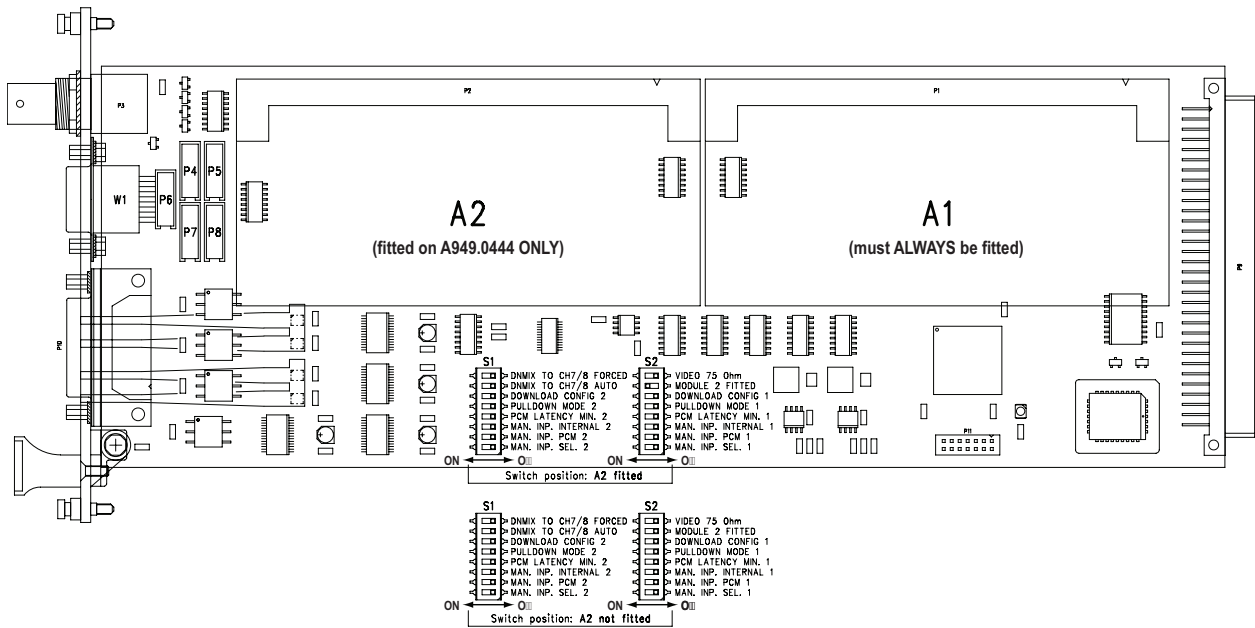 P3
P2
P1
P4
P5
W1
P6
P7
P8
P9
P10
A2
(fitted on A949.0444 ONLY)
A1
(must ALWAYS be fitted)
S1
DNMIX TO CH7/8 FORCED
DNMIX TO CH7/8 AUTO
DOWNLOAD CONFIG 2
PULLDOWN MODE 2
PCM LATENCY MIN. 2
MAN. INP. INTERNAL 2
MAN. INP. PCM 2
MAN. INP. SEL. 2
ON O
S2
VIDEO 75 Ohm
MODULE 2 FITTED
DOWNLOAD CONFIG 1
PULLDOWN MODE 1
PCM LATENCY MIN. 1
MAN. INP. INTERNAL 1
MAN. INP. PCM 1
MAN. INP. SEL. 1
ON O
P11
Switch position: A2 fitted
S1
DNMIX TO CH7/8 FORCED
DNMIX TO CH7/8 AUTO
DOWNLOAD CONFIG 2
PULLDOWN MODE 2
PCM LATENCY MIN. 2
MAN. INP. INTERNAL 2
MAN. INP. PCM 2
MAN. INP. SEL. 2
ON O
S2
VIDEO 75 Ohm
MODULE 2 FITTED
DOWNLOAD CONFIG 1
PULLDOWN MODE 1
PCM LATENCY MIN. 1
MAN. INP. INTERNAL 1
MAN. INP. PCM 1
MAN. INP. SEL. 1
ON O
Switch position: A2 not fitted